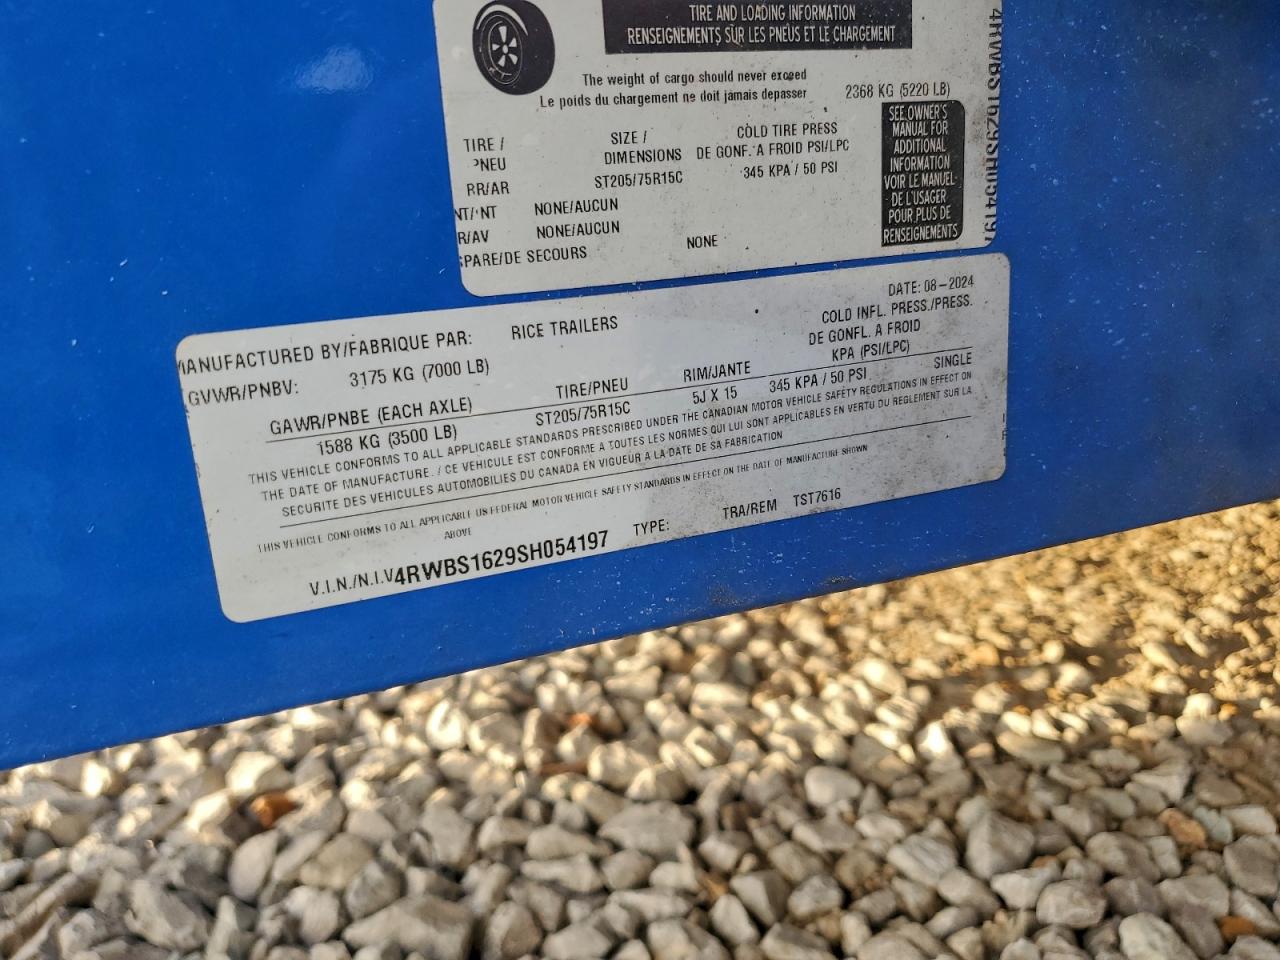 TIRE AND LOADING INFORMATION
RENSEIGNEMENTS SUR LES PNEUS ET LE CHARGEMENT
The weight of cargo should never exceed
Le poids du chargement ne doit jamais depasser
2368 KG (5220 LB)
TIRE / SIZE / COLD TIRE PRESS
PNEU DIMENSIONS DE GONF. A FROID PSI/LPC
RR/AR ST205/75R15C 345 KPA / 50 PSI
NT/NT NONE/AUCUN
R/AV NONE/AUCUN
SPARE/DE SECOURS NONE
SEE OWNER'S
MANUAL FOR
ADDITIONAL
INFORMATION
VOIR LE MANUEL
DE L'USAGER
POUR PLUS DE
RENSEIGNEMENTS
4RWBS1629SH054197
DATE: 08-2024
MANUFACTURED BY/FABRIQUE PAR: RICE TRAILERS
COLD INFL. PRESS./PRESS.
DE GONFL. A FROID
KPA (PSI/LPC)
GVWR/PNBV: 3175 KG (7000 LB)
GAWR/PNBE (EACH AXLE) TIRE/PNEU RIM/JANTE
1588 KG (3500 LB) ST205/75R15C 5J X 15 345 KPA / 50 PSI SINGLE
THIS VEHICLE CONFORMS TO ALL APPLICABLE STANDARDS PRESCRIBED UNDER THE CANADIAN MOTOR VEHICLE SAFETY REGULATIONS IN EFFECT ON
THE DATE OF MANUFACTURE. / CE VEHICULE EST CONFORME A TOUTES LES NORMES QUI LUI SONT APPLICABLES EN VERTU DU REGLEMENT SUR LA
SECURITE DES VEHICULES AUTOMOBILES DU CANADA EN VIGUEUR A LA DATE DE SA FABRICATION
THIS VEHICLE CONFORMS TO ALL APPLICABLE US FEDERAL MOTOR VEHICLE SAFETY STANDARDS IN EFFECT ON THE DATE OF MANUFACTURE SHOWN
ABOVE
V.I.N./N.I.V 4RWBS1629SH054197 TYPE: TRA/REM TST7616